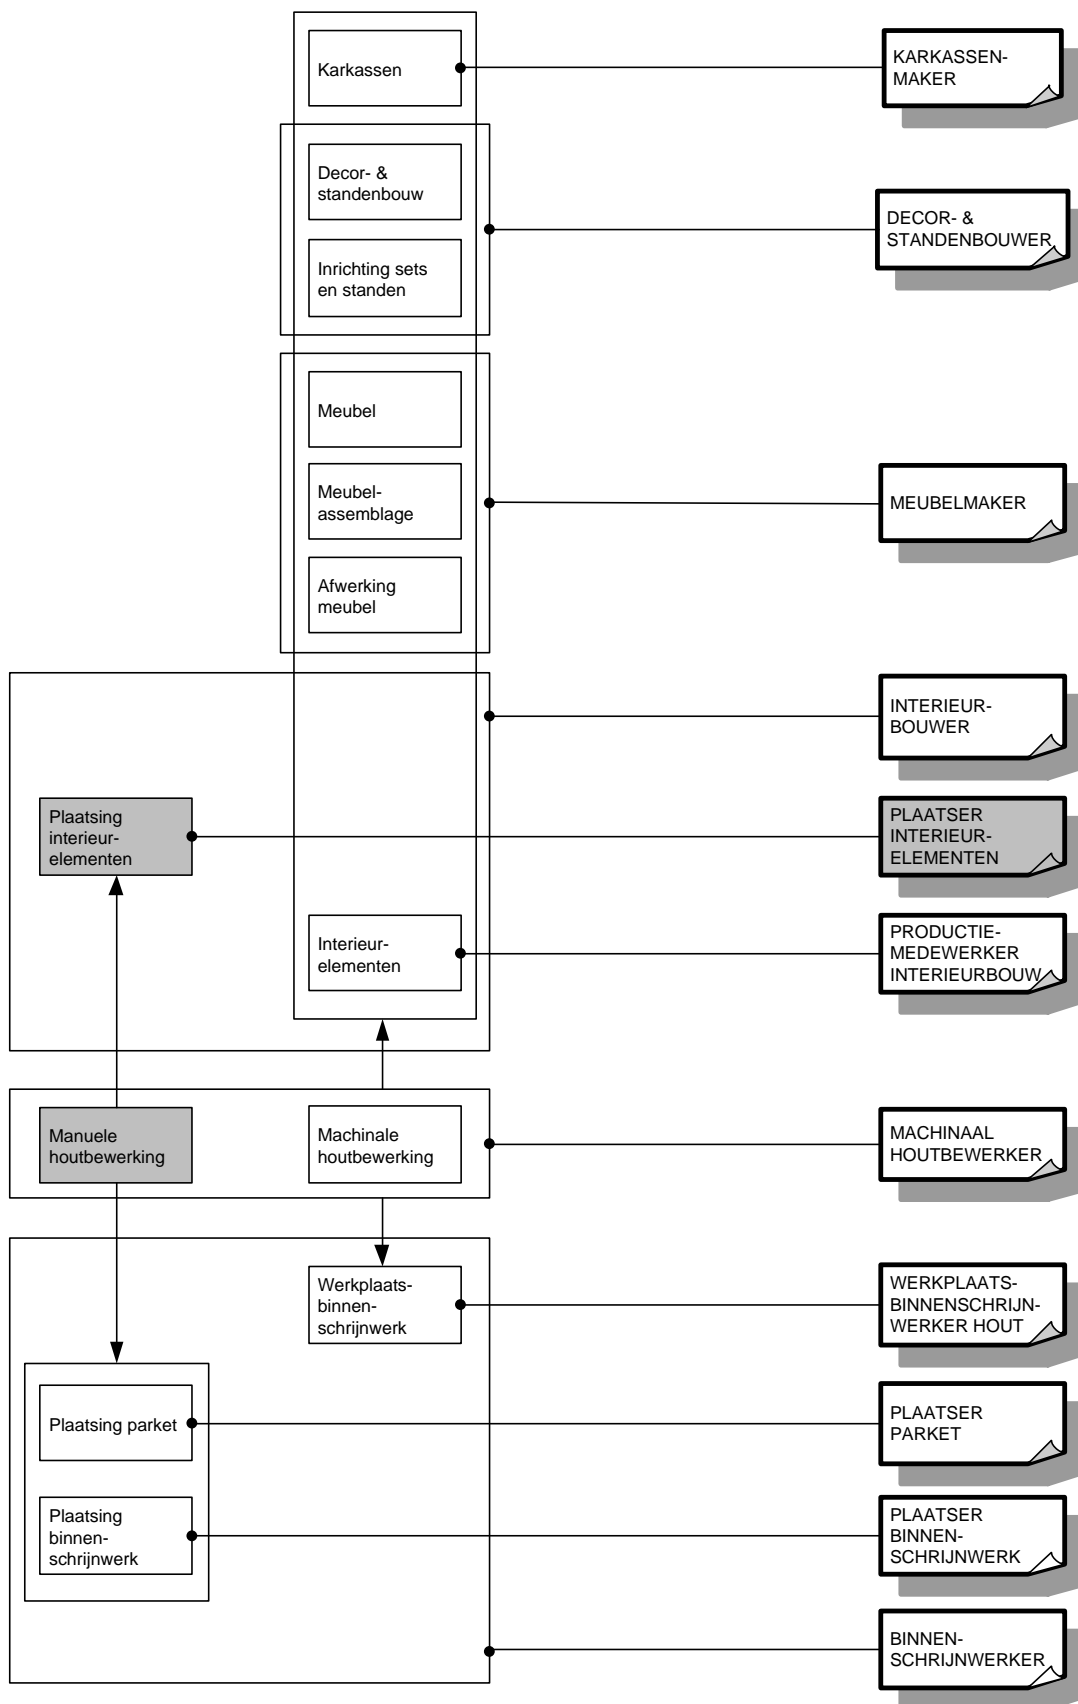 Karkassen
KARKASSEN-
MAKER
Decor- &
standenbouw
DECOR- &
STANDENBOUWER
Inrichting sets
en standen
Meubel
Meubel-
assemblage
MEUBELMAKER
Afwerking
meubel
INTERIEUR-
BOUWER
Plaatsing
interieur-
elementen
PLAATSER
INTERIEUR-
ELEMENTEN
Interieur-
elementen
PRODUCTIE-
MEDEWERKER
INTERIEURBOUW
Manuele
houtbewerking
Machinale
houtbewerking
MACHINAAL
HOUTBEWERKER
Werkplaats-
binnen-
schrijnwerk
WERKPLAATS-
BINNENSCHRIJN-
WERKER HOUT
Plaatsing parket
PLAATSER
PARKET
Plaatsing
binnen-
schrijnwerk
PLAATSER
BINNEN-
SCHRIJNWERK
BINNEN-
SCHRIJNWERKER